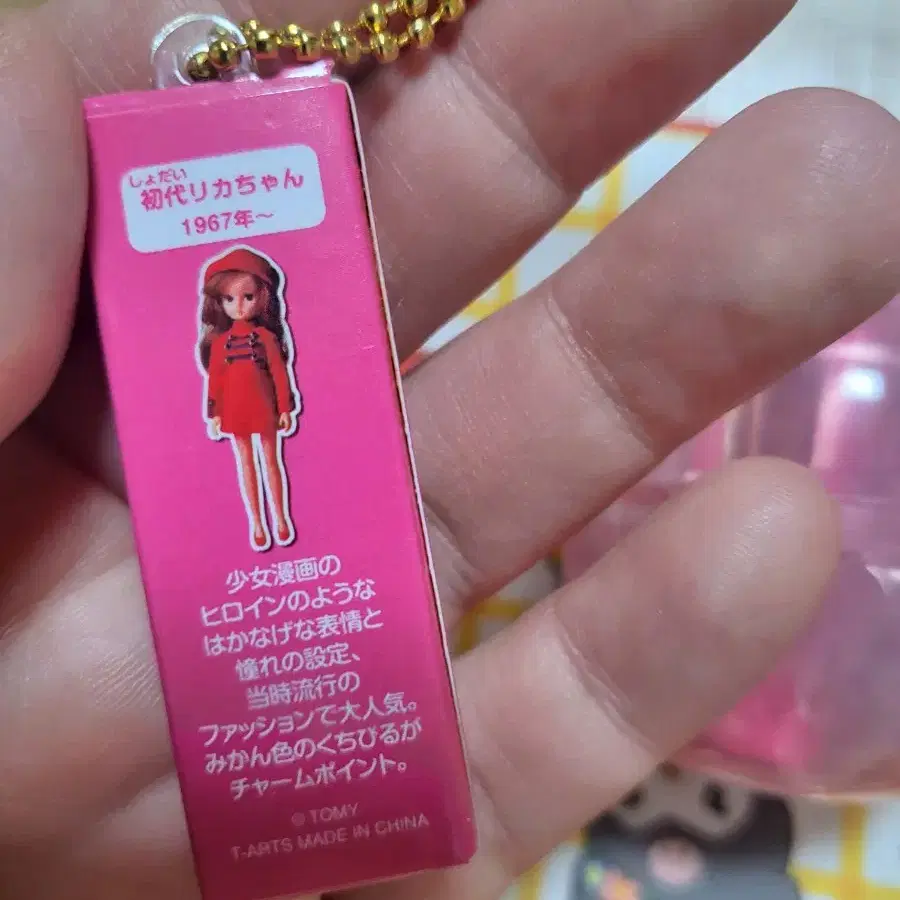 しょだい
初代リカちゃん
1967年〜
少女漫画の
ヒロインのような
はかなげな表情と
憧れの設定、
当時流行の
ファッションで大人気。
みかん色のくちびるが
チャームポイント。
© TOMY
T-ARTS MADE IN CHINA